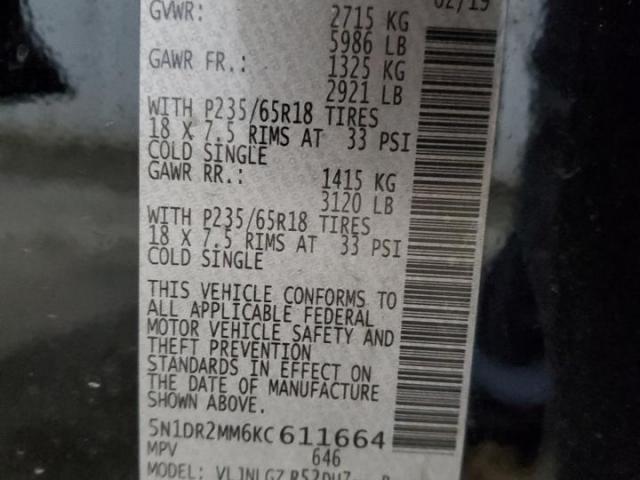 02/19
GVWR: 2715 KG
5986 LB
GAWR FR.: 1325 KG
2921 LB
WITH P235/65R18 TIRES
18 X 7.5 RIMS AT 33 PSI
COLD SINGLE
GAWR RR.: 1415 KG
3120 LB
WITH P235/65R18 TIRES
18 X 7.5 RIMS AT 33 PSI
COLD SINGLE
THIS VEHICLE CONFORMS TO
ALL APPLICABLE FEDERAL
MOTOR VEHICLE SAFETY AND
THEFT PREVENTION
STANDARDS IN EFFECT ON
THE DATE OF MANUFACTURE
SHOWN ABOVE.
5N1DR2MM6KC611664
MPV 646
MODEL: